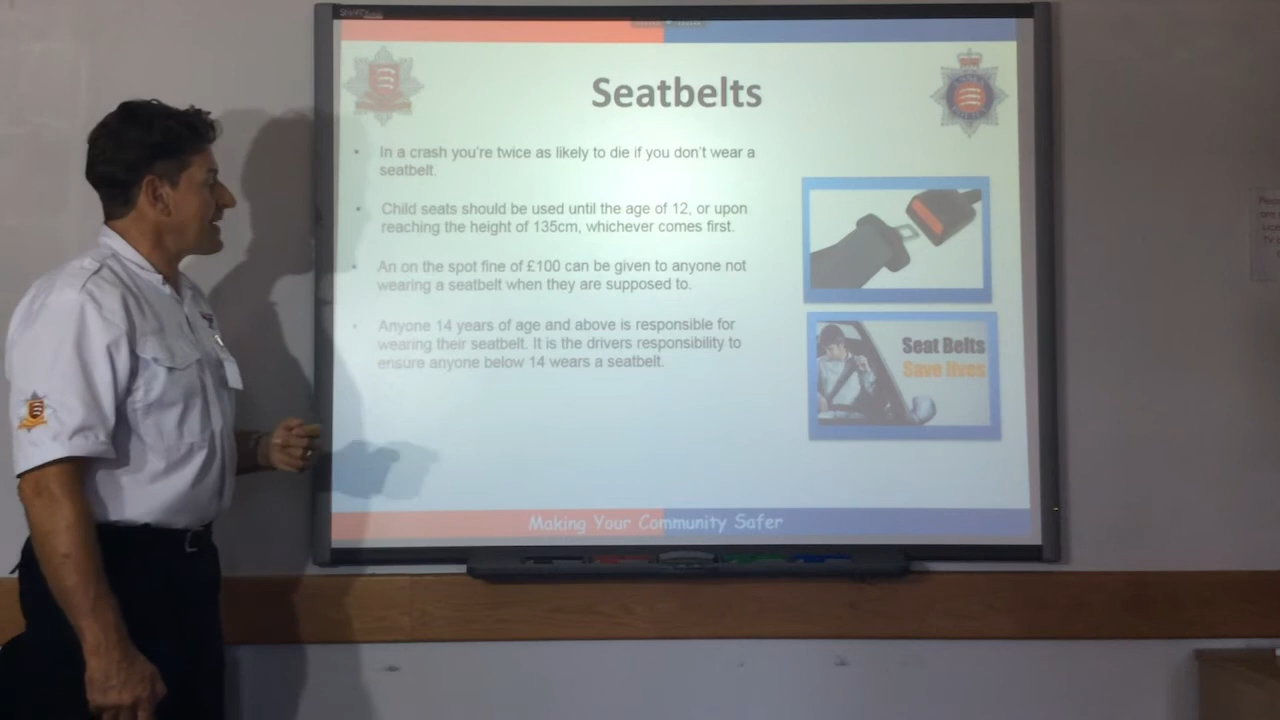 SMART
Seatbelts
In a crash you're twice as likely to die if you don't wear a
seatbelt.
Child seats should be used until the age of 12, or upon
reaching the height of 135cm, whichever comes first.
An on the spot fine of £100 can be given to anyone not
wearing a seatbelt when they are supposed to.
Anyone 14 years of age and above is responsible for
wearing their seatbelt. It is the drivers responsibility to
ensure anyone below 14 wears a seatbelt.
Seat Belts
Save lives
Making Your Community Safer